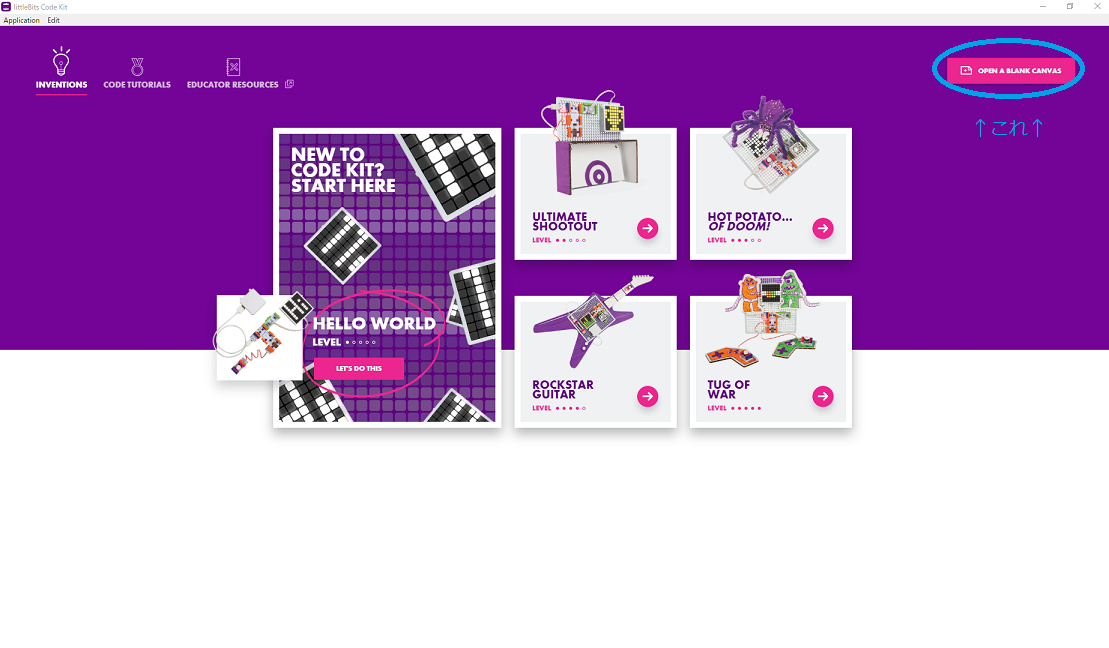 littleBits Code Kit
Application Edit
INVENTIONS
CODE TUTORIALS
EDUCATOR RESOURCES
OPEN A BLANK CANVAS
↑これ↑
NEW TO
CODE KIT?
START HERE
HELLO WORLD
LEVEL
LET'S DO THIS
ULTIMATE
SHOOTOUT
LEVEL
HOT POTATO...
OF DOOM!
LEVEL
ROCKSTAR
GUITAR
LEVEL
TUG OF
WAR
LEVEL